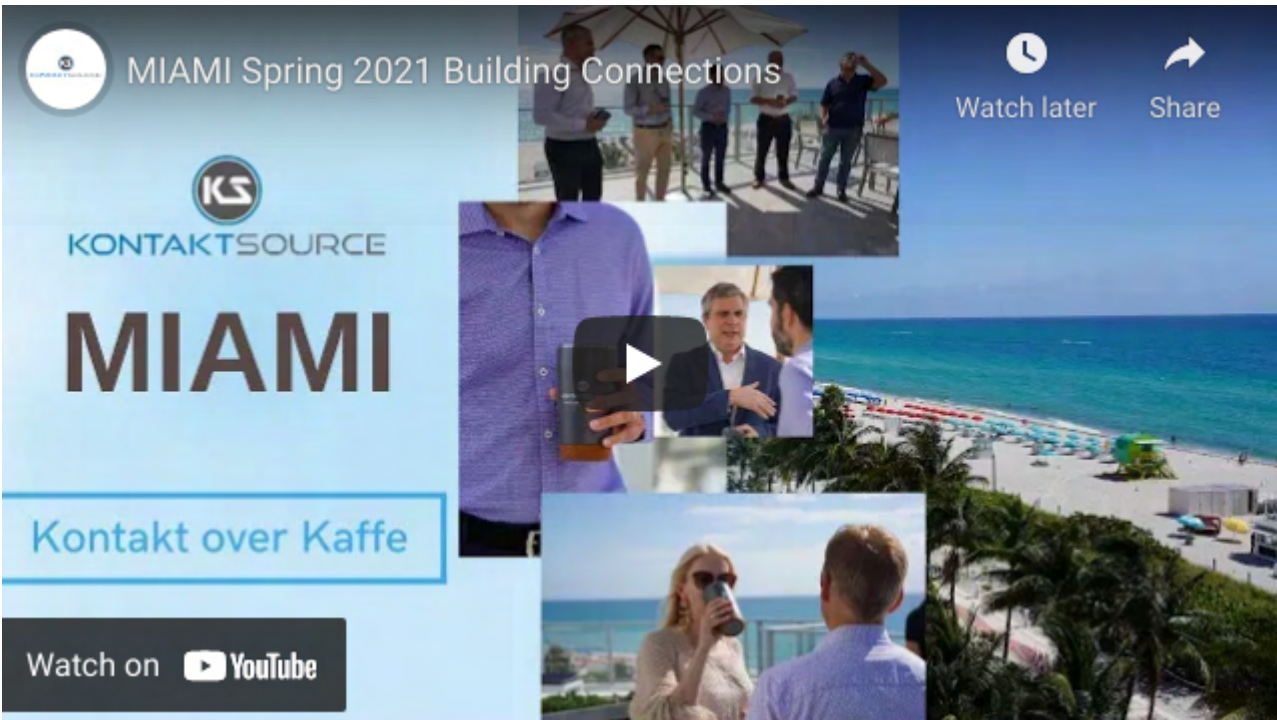 MIAMI Spring 2021 Building Connections
Watch later
Share
KS
KONTAKTSOURCE
MIAMI
Kontakt over Kaffe
Watch on YouTube